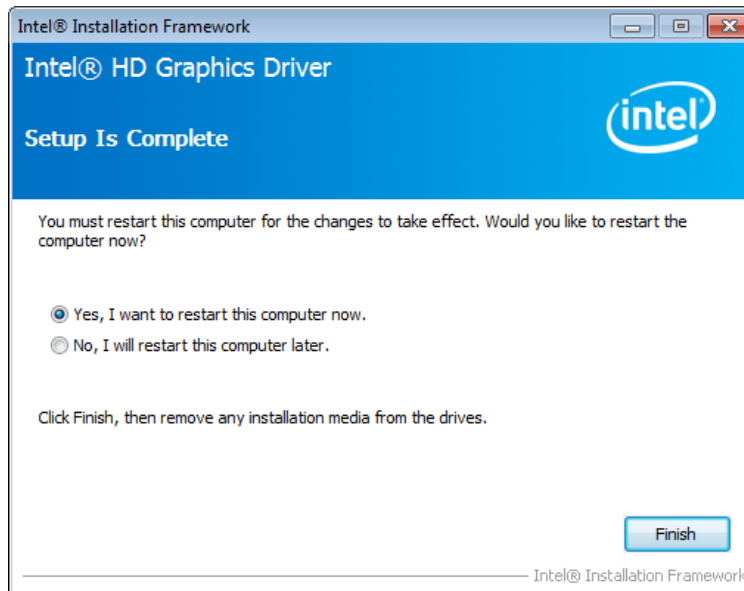 Intel® Installation Framework
Intel® HD Graphics Driver
intel®
Setup Is Complete
You must restart this computer for the changes to take effect. Would you like to restart the
computer now?
Yes, I want to restart this computer now.
No, I will restart this computer later.
Click Finish, then remove any installation media from the drives.
Finish
Intel® Installation Framework